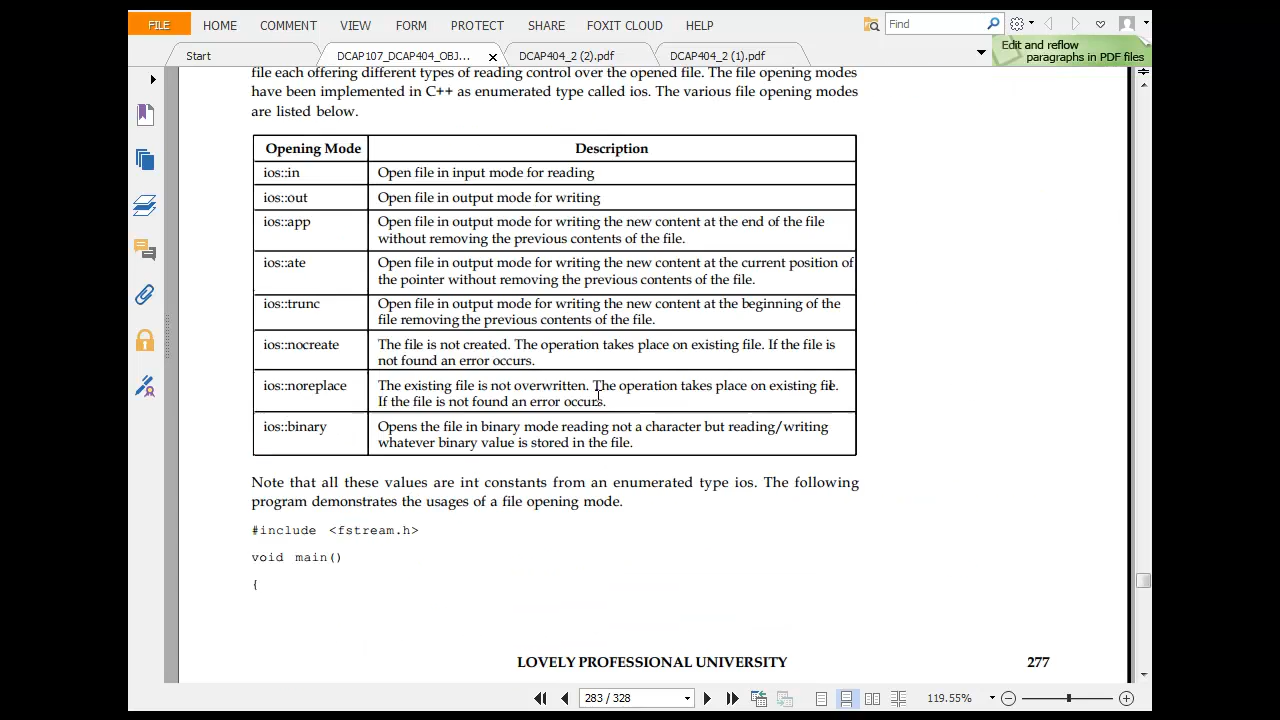 FILE HOME COMMENT VIEW FORM PROTECT SHARE FOXIT CLOUD HELP Find
Start DCAP107_DCAP404_OBJ... DCAP404_2 (2).pdf DCAP404_2 (1).pdf
Edit and reflow
paragraphs in PDF files
file each offering different types of reading control over the opened file. The file opening modes
have been implemented in C++ as enumerated type called ios. The various file opening modes
are listed below.
Opening Mode Description
ios::in Open file in input mode for reading
ios::out Open file in output mode for writing
ios::app Open file in output mode for writing the new content at the end of the file
without removing the previous contents of the file.
ios::ate Open file in output mode for writing the new content at the current position of
the pointer without removing the previous contents of the file.
ios::trunc Open file in output mode for writing the new content at the beginning of the
file removing the previous contents of the file.
ios::nocreate The file is not created. The operation takes place on existing file. If the file is
not found an error occurs.
ios::noreplace The existing file is not overwritten. The operation takes place on existing file.
If the file is not found an error occurs.
ios::binary Opens the file in binary mode reading not a character but reading/writing
whatever binary value is stored in the file.
Note that all these values are int constants from an enumerated type ios. The following
program demonstrates the usages of a file opening mode.
#include <fstream.h>
void main()
{
LOVELY PROFESSIONAL UNIVERSITY 277
283 / 328 119.55%